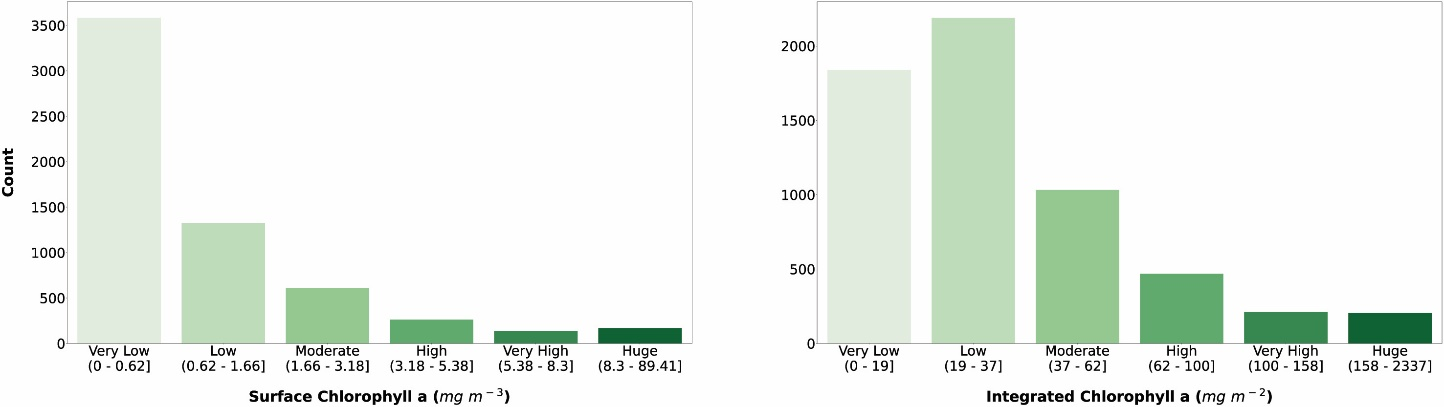 3500
3000
2500
2000
1500
1000
500
0
Count
Very Low Low Moderate High Very High Huge
(0 - 0.62] (0.62 - 1.66] (1.66 - 3.18] (3.18 - 5.38] (5.38 - 8.3] (8.3 - 89.41]
Surface Chlorophyll a (mg m⁻³)
2000
1500
1000
500
0
Very Low Low Moderate High Very High Huge
(0 - 19] (19 - 37] (37 - 62] (62 - 100] (100 - 158] (158 - 2337]
Integrated Chlorophyll a (mg m⁻²)